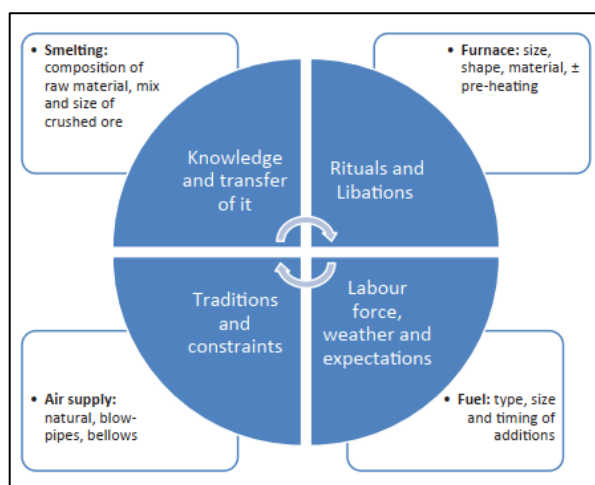 • Smelting:
composition of
raw material, mix
and size of
crushed ore
• Furnace: size,
shape, material, ±
pre-heating
Knowledge
and transfer
of it
Rituals and
Libations
Traditions
and
constraints
Labour
force,
weather and
expectations
• Air supply:
natural, blow-
pipes, bellows
• Fuel: type, size
and timing of
additions